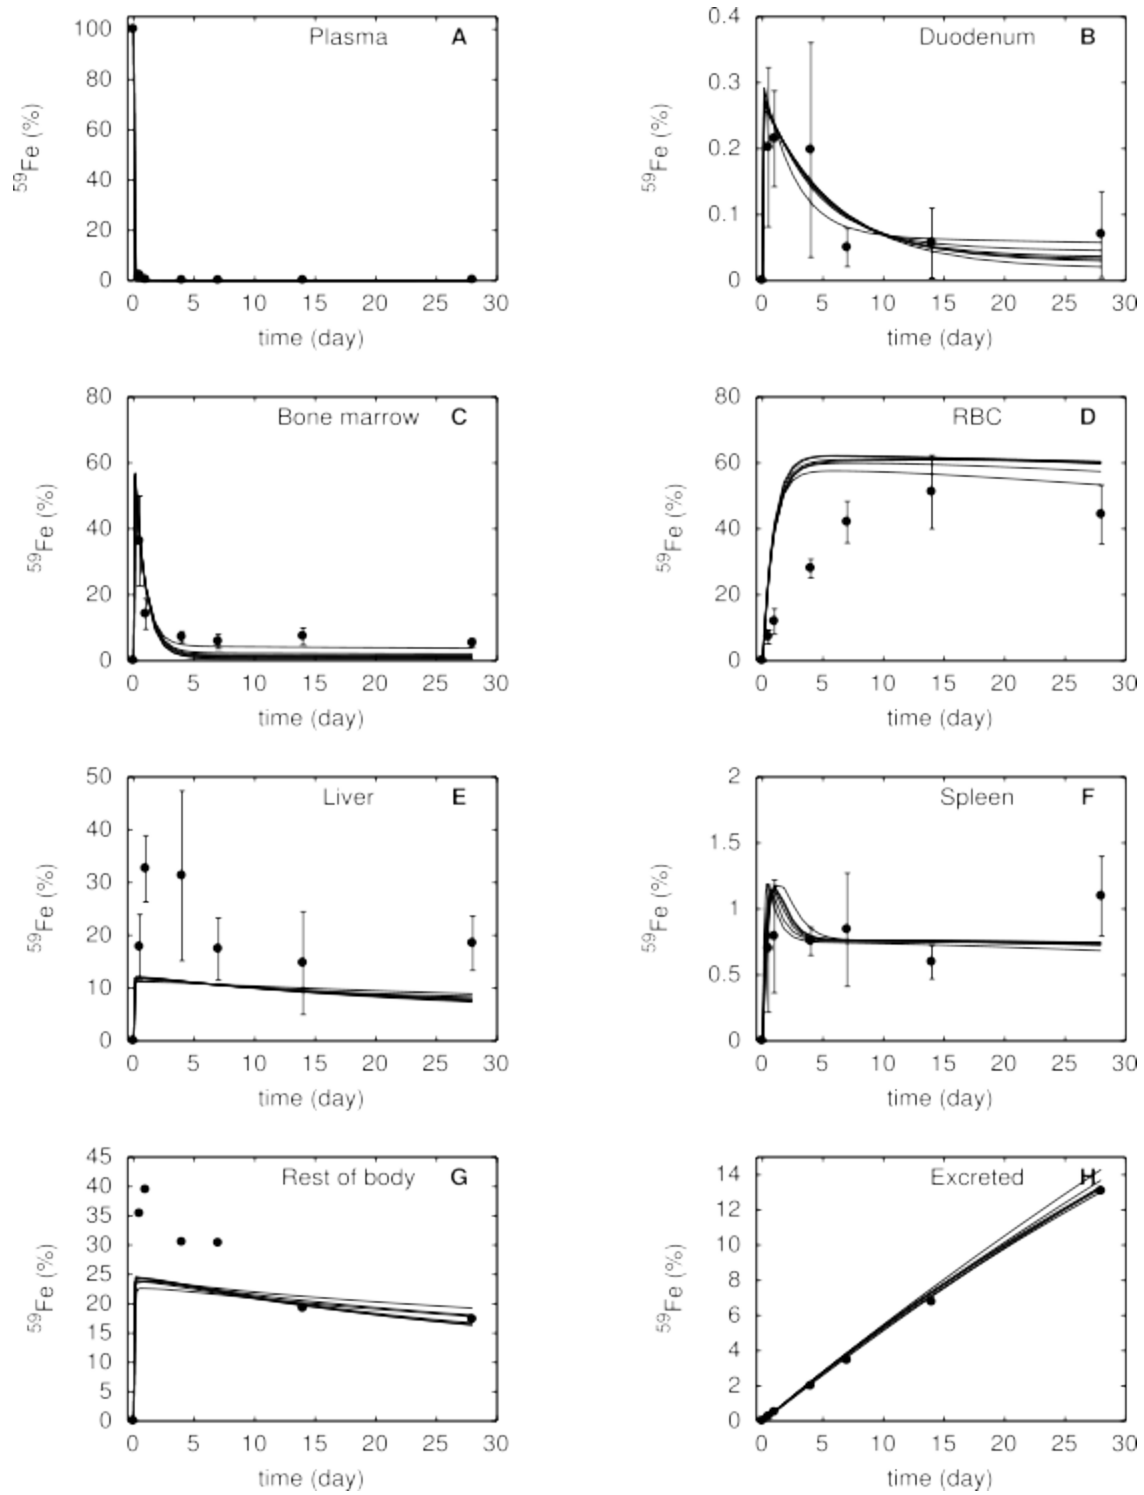 Plasma A
⁵⁹Fe (%)
100
80
60
40
20
0
0 5 10 15 20 25 30
time (day)
Duodenum B
⁵⁹Fe (%)
0.4
0.3
0.2
0.1
0
0 5 10 15 20 25 30
time (day)
Bone marrow C
⁵⁹Fe (%)
80
60
40
20
0
0 5 10 15 20 25 30
time (day)
RBC D
⁵⁹Fe (%)
80
60
40
20
0
0 5 10 15 20 25 30
time (day)
Liver E
⁵⁹Fe (%)
50
40
30
20
10
0
0 5 10 15 20 25 30
time (day)
Spleen F
⁵⁹Fe (%)
2
1.5
1
0.5
0
0 5 10 15 20 25 30
time (day)
Rest of body G
⁵⁹Fe (%)
45
40
35
30
25
20
15
10
5
0
0 5 10 15 20 25 30
time (day)
Excreted H
⁵⁹Fe (%)
14
12
10
8
6
4
2
0
0 5 10 15 20 25 30
time (day)